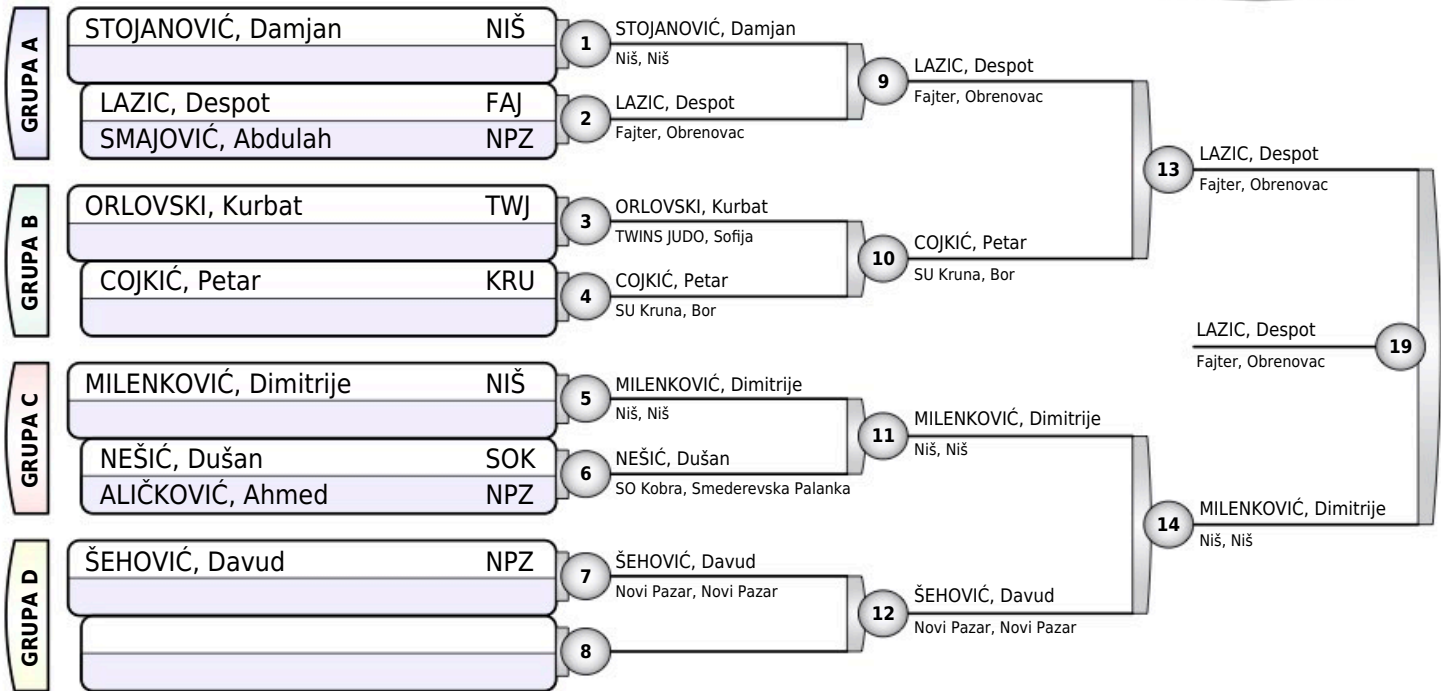 GRUPA A
STOJANOVIĆ, Damjan NIŠ
LAZIC, Despot FAJ
SMAJOVIĆ, Abdulah NPZ
GRUPA B
ORLOVSKI, Kurbat TWJ
COJKIĆ, Petar KRU
GRUPA C
MILENKOVIĆ, Dimitrije NIŠ
NEŠIĆ, Dušan SOK
ALIČKOVIĆ, Ahmed NPZ
GRUPA D
ŠEHOVIĆ, Davud NPZ
1
STOJANOVIĆ, Damjan
Niš, Niš
2
LAZIC, Despot
Fajter, Obrenovac
3
ORLOVSKI, Kurbat
TWINS JUDO, Sofija
4
COJKIĆ, Petar
SU Kruna, Bor
5
MILENKOVIĆ, Dimitrije
Niš, Niš
6
NEŠIĆ, Dušan
SO Kobra, Smederevska Palanka
7
ŠEHOVIĆ, Davud
Novi Pazar, Novi Pazar
8
9
LAZIC, Despot
Fajter, Obrenovac
10
COJKIĆ, Petar
SU Kruna, Bor
11
MILENKOVIĆ, Dimitrije
Niš, Niš
12
ŠEHOVIĆ, Davud
Novi Pazar, Novi Pazar
13
LAZIC, Despot
Fajter, Obrenovac
14
MILENKOVIĆ, Dimitrije
Niš, Niš
LAZIC, Despot
Fajter, Obrenovac
19